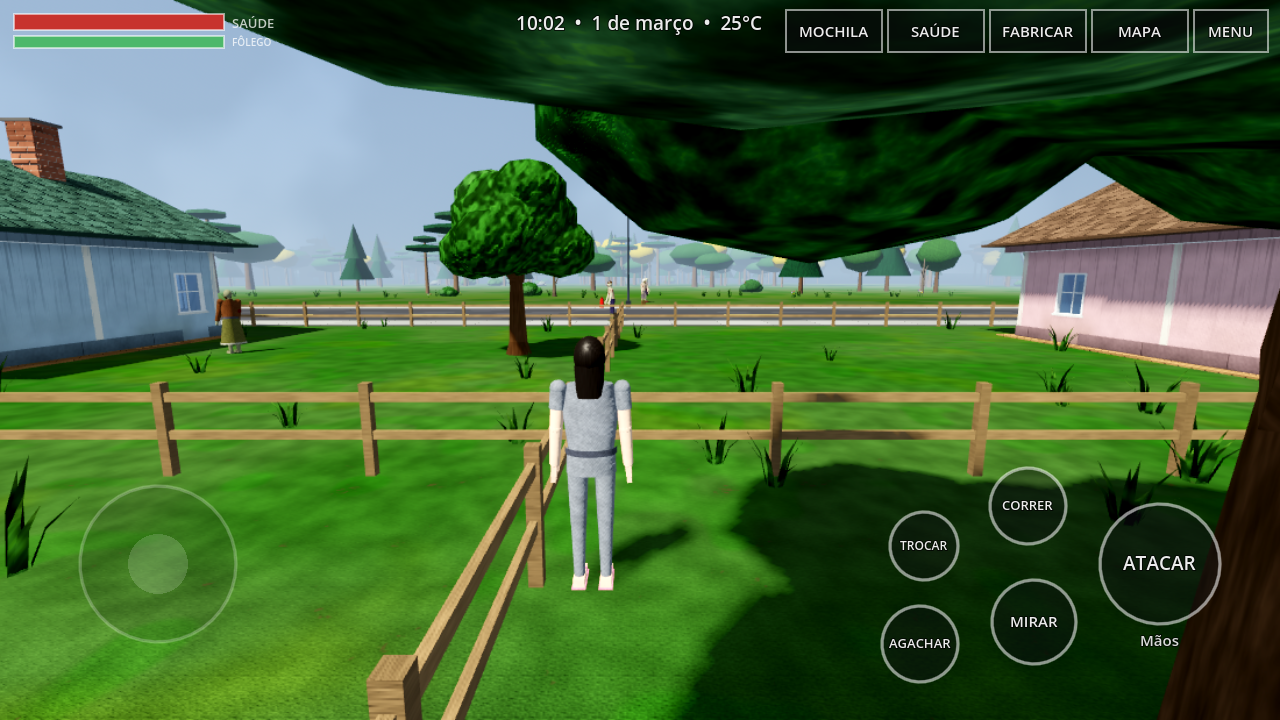 SAÚDE
FÔLEGO
10:02 • 1 de março • 25°C
MOCHILA
SAÚDE
FABRICAR
MAPA
MENU
CORRER
TROCAR
ATACAR
MIRAR
AGACHAR
Mãos